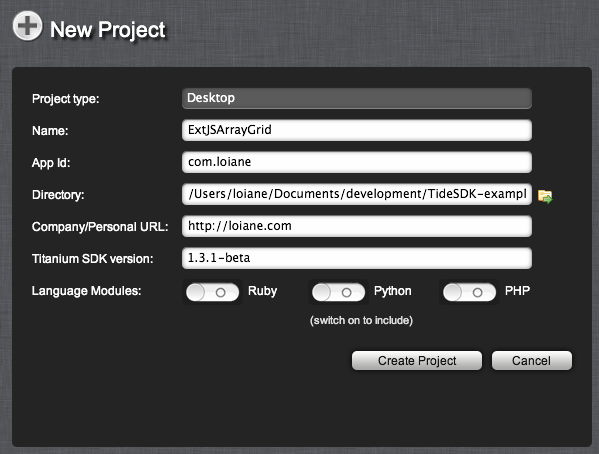 New Project
Project type: Desktop
Name: ExtJSArrayGrid
App Id: com.loiane
Directory: /Users/loiane/Documents/development/TideSDK-exampl
Company/Personal URL: http://loiane.com
Titanium SDK version: 1.3.1-beta
Language Modules: Ruby Python PHP
(switch on to include)
Create Project Cancel